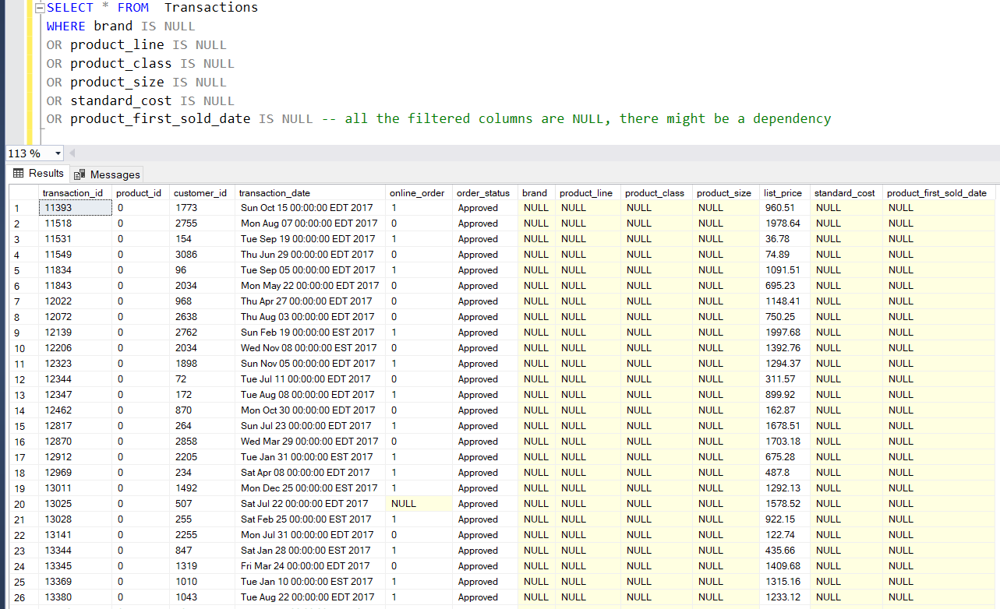 SELECT * FROM Transactions
WHERE brand IS NULL
OR product_line IS NULL
OR product_class IS NULL
OR product_size IS NULL
OR standard_cost IS NULL
OR product_first_sold_date IS NULL -- all the filtered columns are NULL, there might be a dependency
113 %
Results Messages
transaction_id product_id customer_id transaction_date online_order order_status brand product_line product_class product_size list_price standard_cost product_first_sold_date
1 11393 0 1773 Sun Oct 15 00:00:00 EDT 2017 1 Approved NULL NULL NULL NULL 960.51 NULL NULL
2 11518 0 2755 Mon Aug 07 00:00:00 EDT 2017 0 Approved NULL NULL NULL NULL 1978.64 NULL NULL
3 11531 0 154 Tue Sep 19 00:00:00 EDT 2017 1 Approved NULL NULL NULL NULL 36.78 NULL NULL
4 11549 0 3086 Thu Jun 29 00:00:00 EDT 2017 0 Approved NULL NULL NULL NULL 74.89 NULL NULL
5 11834 0 96 Tue Sep 05 00:00:00 EDT 2017 1 Approved NULL NULL NULL NULL 1091.51 NULL NULL
6 11843 0 2034 Mon May 22 00:00:00 EDT 2017 0 Approved NULL NULL NULL NULL 695.23 NULL NULL
7 12022 0 968 Thu Apr 27 00:00:00 EDT 2017 0 Approved NULL NULL NULL NULL 1148.41 NULL NULL
8 12072 0 2638 Thu Aug 03 00:00:00 EDT 2017 0 Approved NULL NULL NULL NULL 750.25 NULL NULL
9 12139 0 2762 Sun Feb 19 00:00:00 EST 2017 1 Approved NULL NULL NULL NULL 1997.68 NULL NULL
10 12206 0 2034 Wed Nov 08 00:00:00 EST 2017 0 Approved NULL NULL NULL NULL 1392.76 NULL NULL
11 12323 0 1898 Sun Nov 05 00:00:00 EDT 2017 1 Approved NULL NULL NULL NULL 1294.37 NULL NULL
12 12344 0 72 Tue Jul 11 00:00:00 EDT 2017 0 Approved NULL NULL NULL NULL 311.57 NULL NULL
13 12347 0 172 Tue Aug 08 00:00:00 EDT 2017 1 Approved NULL NULL NULL NULL 899.92 NULL NULL
14 12462 0 870 Mon Oct 30 00:00:00 EDT 2017 0 Approved NULL NULL NULL NULL 162.87 NULL NULL
15 12817 0 264 Sun Jul 23 00:00:00 EDT 2017 1 Approved NULL NULL NULL NULL 1678.51 NULL NULL
16 12870 0 2858 Wed Mar 29 00:00:00 EDT 2017 0 Approved NULL NULL NULL NULL 1703.18 NULL NULL
17 12912 0 2205 Tue Jan 31 00:00:00 EST 2017 1 Approved NULL NULL NULL NULL 675.28 NULL NULL
18 12969 0 234 Sat Apr 08 00:00:00 EDT 2017 1 Approved NULL NULL NULL NULL 487.8 NULL NULL
19 13011 0 1492 Mon Dec 25 00:00:00 EST 2017 1 Approved NULL NULL NULL NULL 1292.13 NULL NULL
20 13025 0 507 Sat Jul 22 00:00:00 EDT 2017 NULL Approved NULL NULL NULL NULL 1578.52 NULL NULL
21 13028 0 255 Sat Feb 25 00:00:00 EST 2017 1 Approved NULL NULL NULL NULL 922.15 NULL NULL
22 13141 0 2255 Mon Jul 31 00:00:00 EDT 2017 0 Approved NULL NULL NULL NULL 122.74 NULL NULL
23 13344 0 847 Sat Jan 28 00:00:00 EST 2017 1 Approved NULL NULL NULL NULL 435.66 NULL NULL
24 13345 0 1319 Fri Mar 24 00:00:00 EDT 2017 0 Approved NULL NULL NULL NULL 1409.68 NULL NULL
25 13369 0 1010 Tue Jan 10 00:00:00 EST 2017 1 Approved NULL NULL NULL NULL 1315.16 NULL NULL
26 13380 0 1043 Tue Aug 22 00:00:00 EDT 2017 1 Approved NULL NULL NULL NULL 1233.12 NULL NULL